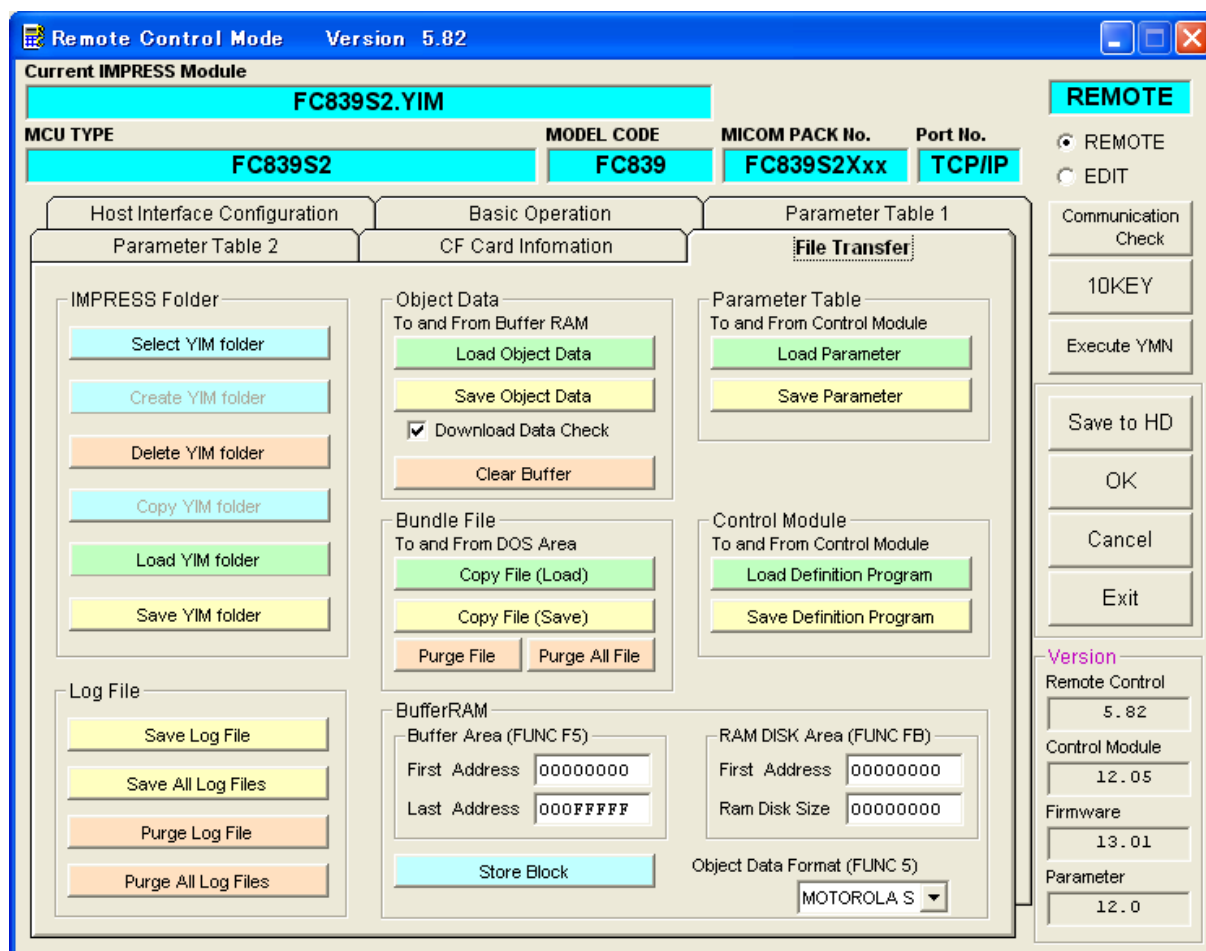 Remote Control Mode Version 5.82
Current IMPRESS Module
FC839S2.YIM
MCU TYPE
MODEL CODE
MICOM PACK No.
Port No.
FC839S2
FC839
FC839S2Xxx
TCP/IP
REMOTE
REMOTE
EDIT
Host Interface Configuration
Basic Operation
Parameter Table 1
Parameter Table 2
CF Card Infomation
File Transfer
IMPRESS Folder
Select YIM folder
Create YIM folder
Delete YIM folder
Copy YIM folder
Load YIM folder
Save YIM folder
Log File
Save Log File
Save All Log Files
Purge Log File
Purge All Log Files
Object Data
To and From Buffer RAM
Load Object Data
Save Object Data
Download Data Check
Clear Buffer
Bundle File
To and From DOS Area
Copy File (Load)
Copy File (Save)
Purge File
Purge All File
Parameter Table
To and From Control Module
Load Parameter
Save Parameter
Control Module
To and From Control Module
Load Definition Program
Save Definition Program
BufferRAM
Buffer Area (FUNC F5)
First Address 00000000
Last Address 000FFFFF
RAM DISK Area (FUNC FB)
First Address 00000000
Ram Disk Size 00000000
Store Block
Object Data Format (FUNC 5)
MOTOROLA S
Communication
Check
10KEY
Execute YMN
Save to HD
OK
Cancel
Exit
Version
Remote Control
5.82
Control Module
12.05
Firmware
13.01
Parameter
12.0